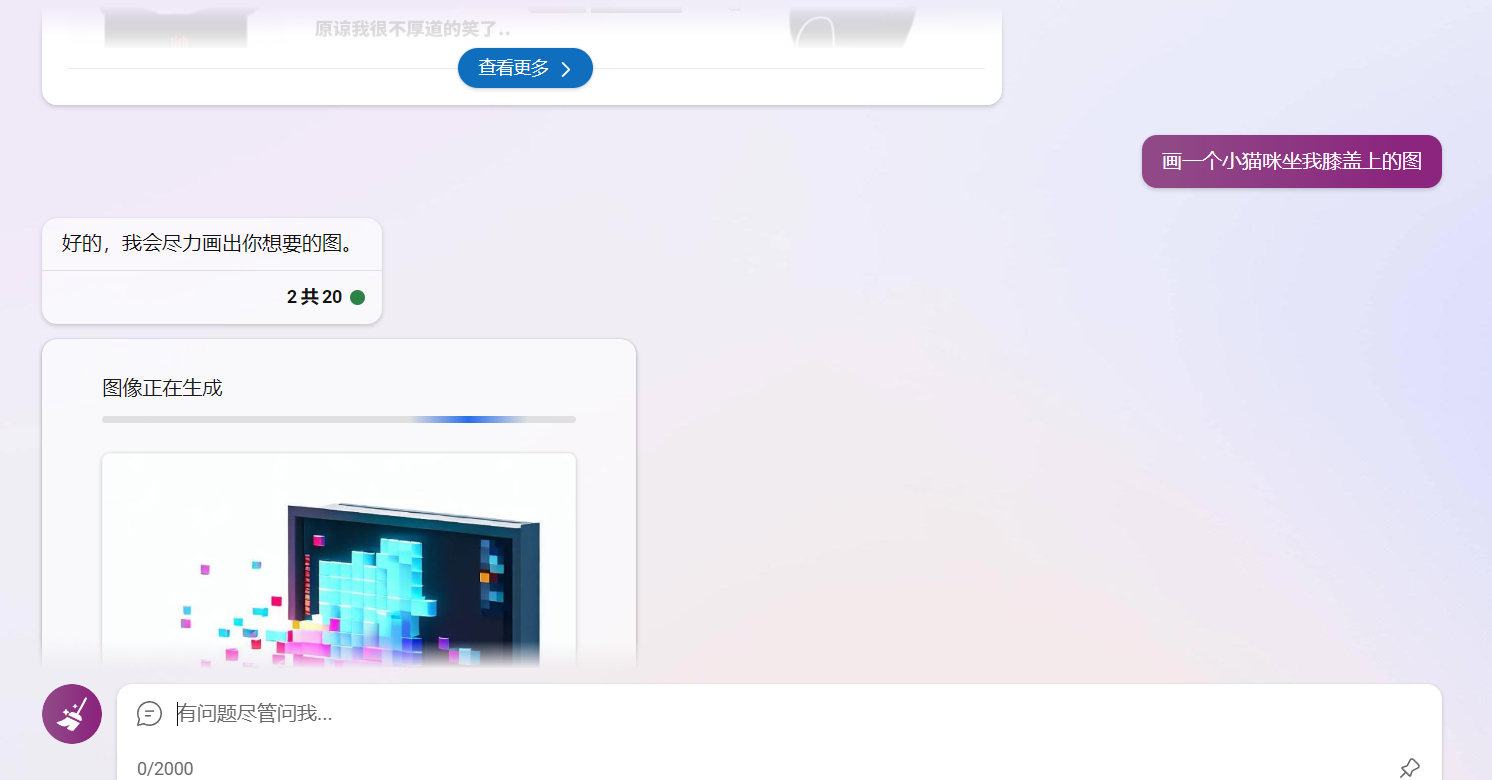 原谅我很不厚道的笑了..
查看更多
画一个小猫咪坐我膝盖上的图
好的，我会尽力画出你想要的图。
2 共 20
图像正在生成
有问题尽管问我...
0/2000